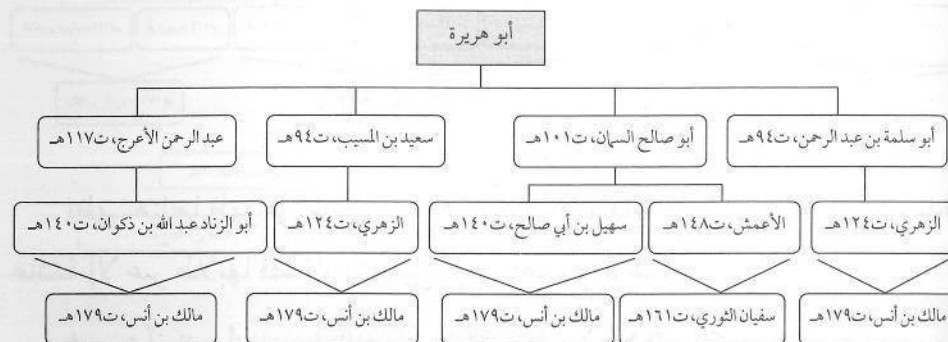 أبو هريرة
أبو سلمة بن عبد الرحمن، ت٩٤هـ
أبو صالح السمان، ت١٠١هـ
سعيد بن المسيب، ت٩٤هـ
عبد الرحمن الأعرج، ت١١٧هـ
الزهري، ت١٢٤هـ
الأعمش، ت١٤٨هـ
سهيل بن أبي صالح، ت١٤٠هـ
الزهري، ت١٢٤هـ
أبو الزناد عبد الله بن ذكوان، ت١٤٠هـ
مالك بن أنس، ت١٧٩هـ
سفيان الثوري، ت١٦١هـ
مالك بن أنس، ت١٧٩هـ
مالك بن أنس، ت١٧٩هـ
مالك بن أنس، ت١٧٩هـ